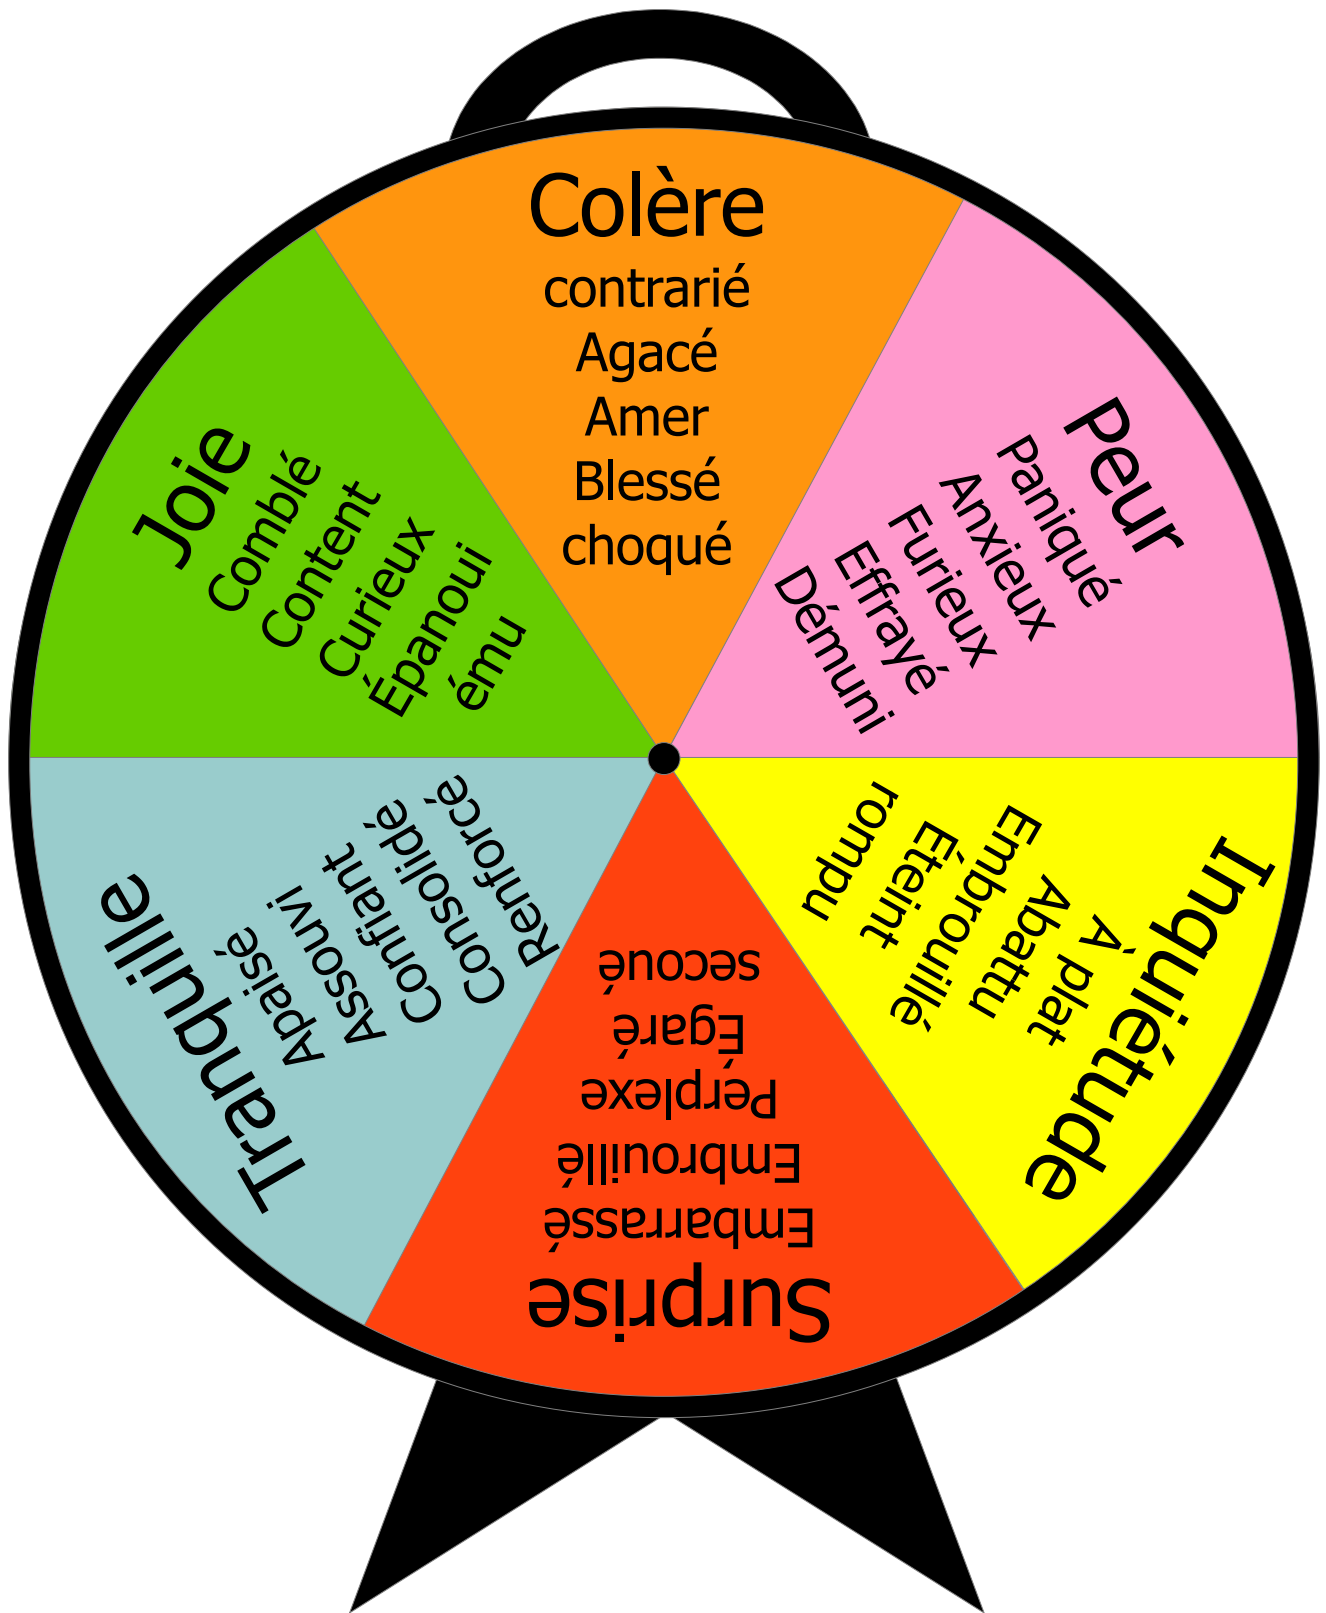 Colère
contrarié
Agacé
Amer
Blessé
choqué
Peur
Paniqué
Anxieux
Furieux
Effrayé
Démuni
Inquiétude
À plat
Abattu
Embrouillé
Éteint
rompu
Surprise
Embarrassé
Embrouillé
Perplexe
Égaré
secoué
Tranquille
Apaisé
Assouvi
Confiant
Consolidé
Renforcé
Joie
Comblé
Content
Curieux
Épanoui
ému